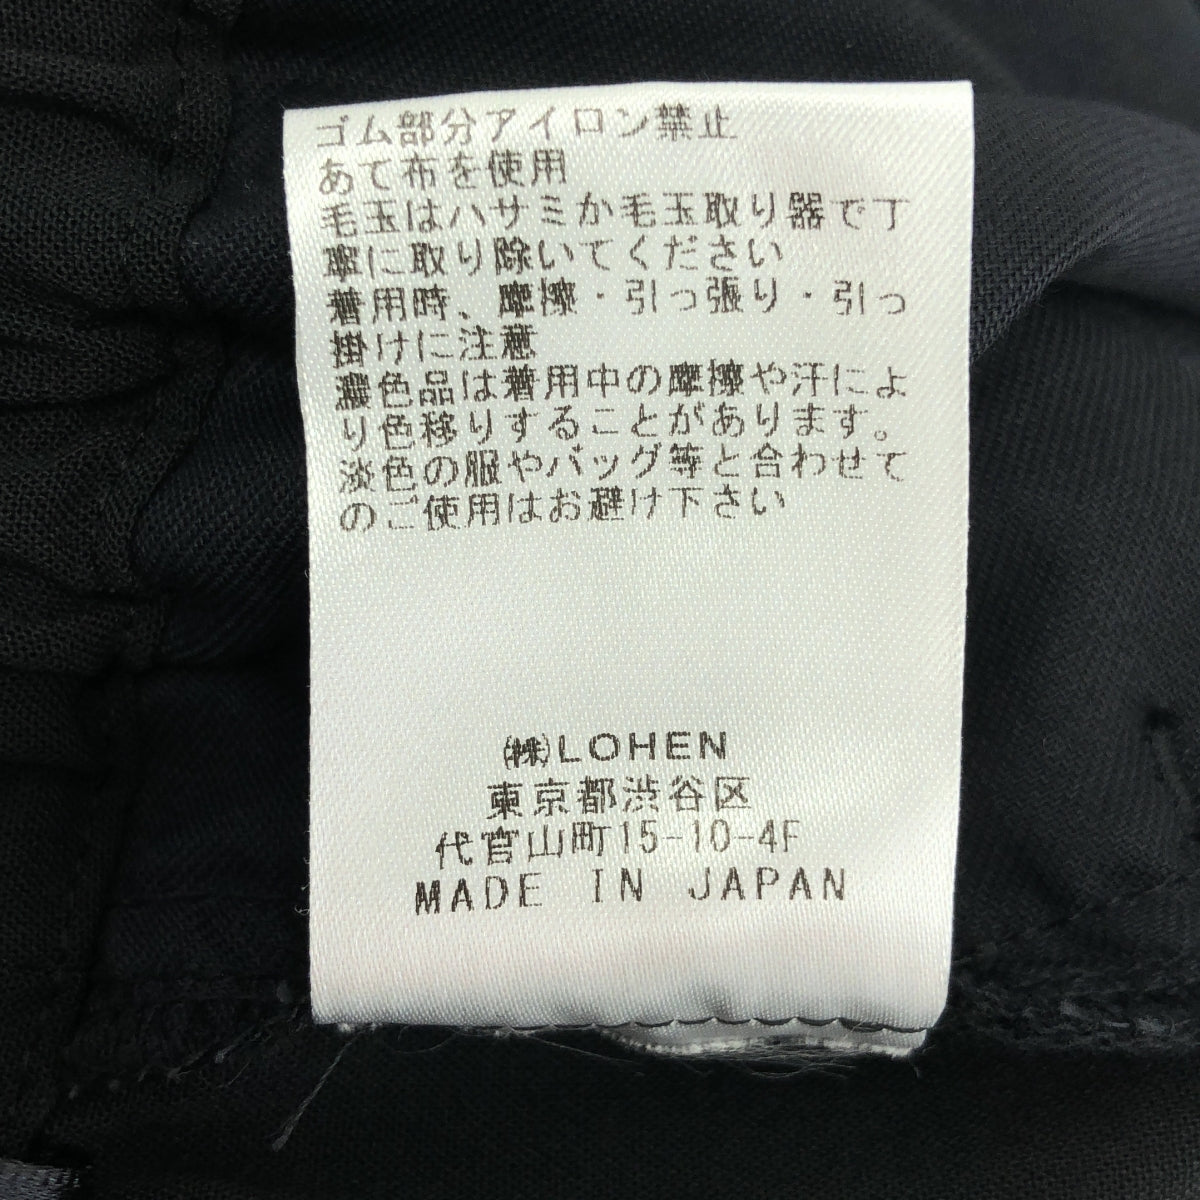 ゴム部分アイロン禁止
あて布を使用
毛玉はハサミか毛玉取り器で丁
寧に取り除いてください
着用時、摩擦・引っ張り・引っ
掛けに注意
濃色品は着用中の摩擦や汗によ
り色移りすることがあります。
淡色の服やバッグ等と合わせて
のご使用はお避け下さい
㈱LOHEN
東京都渋谷区
代官山町15-10-4F
MADE IN JAPAN